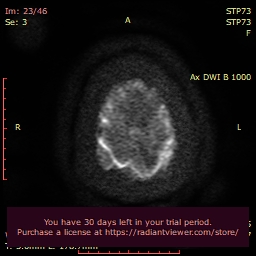 Im: 23/46
Se: 3
A
STP73
STP73
F
Ax DWI B 1000
R
L
You have 30 days left in your trial period.
Purchase a license at https://radiantviewer.com/store/